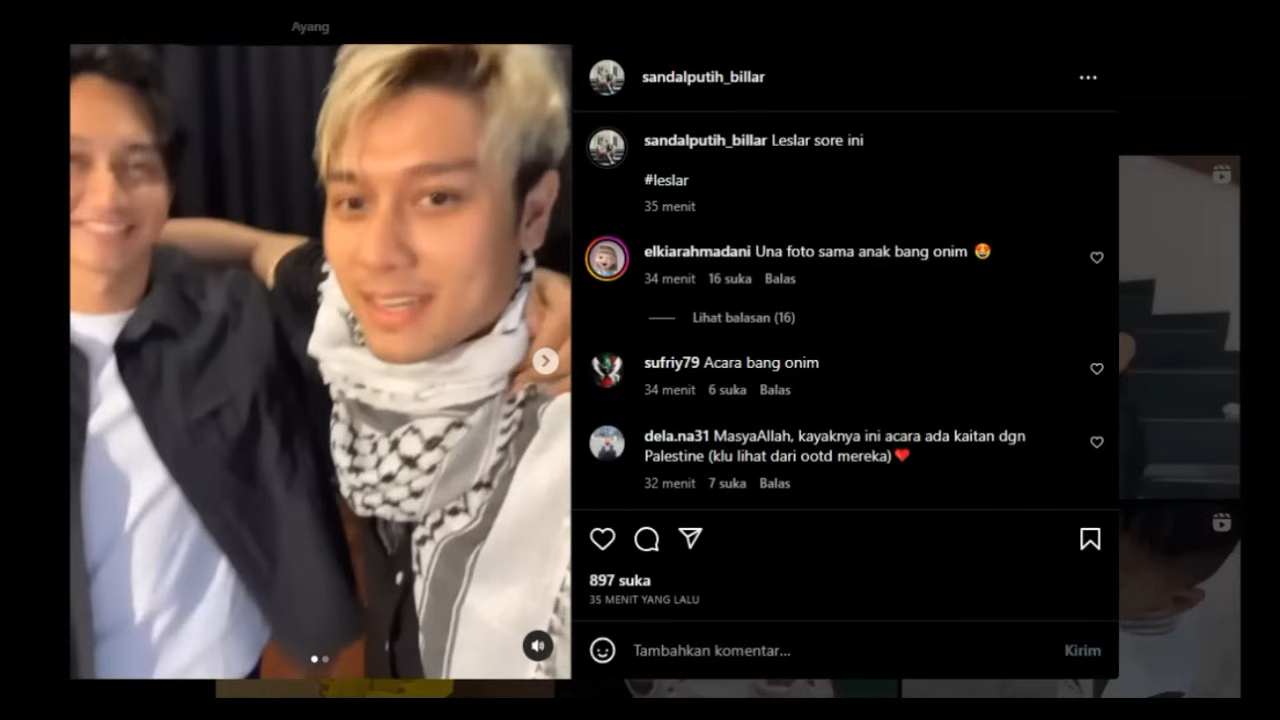 Ayang
sandalputih_billar
sandalputih_billar Leslar sore ini
#leslar
35 menit
elkiarahmadani Una foto sama anak bang onim 😍
34 menit 16 suka Balas
Lihat balasan (16)
sufriy79 Acara bang onim
34 menit 6 suka Balas
dela.na31 MasyaAllah, kayaknya ini acara ada kaitan dgn
Palestine (klu lihat dari ootd mereka)❤️
32 menit 7 suka Balas
897 suka
35 MENIT YANG LALU
Tambahkan komentar...
Kirim